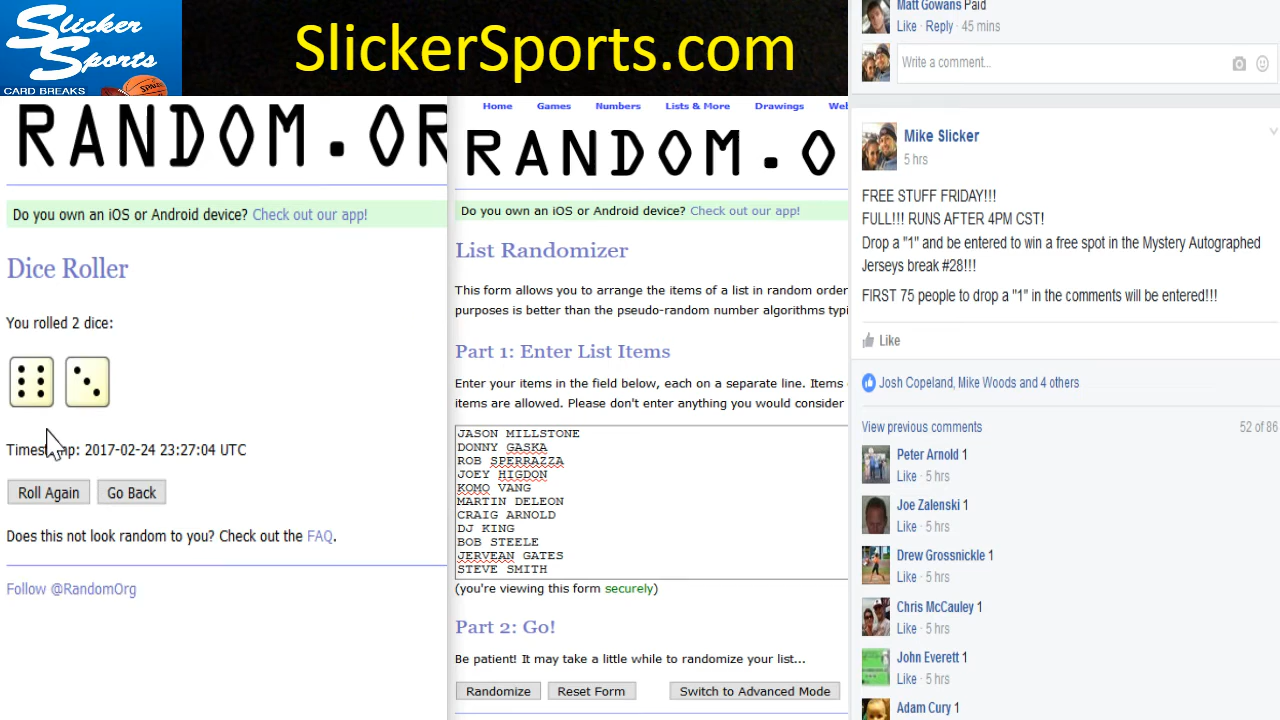 Slicker
Sports
CARD BREAKS
SlickerSports.com
RANDOM.OR
Do you own an iOS or Android device? Check out our app!
Dice Roller
You rolled 2 dice:
Timestamp: 2017-02-24 23:27:04 UTC
Roll Again
Go Back
Does this not look random to you? Check out the FAQ.
Follow @RandomOrg
Home Games Numbers Lists & More Drawings Web
RANDOM.O
Do you own an iOS or Android device? Check out our app!
List Randomizer
This form allows you to arrange the items of a list in random order
purposes is better than the pseudo-random number algorithms typi
Part 1: Enter List Items
Enter your items in the field below, each on a separate line. Items
items are allowed. Please don't enter anything you would consider
JASON MILLSTONE
DONNY GASKA
ROB SPERRAZZA
JOEY HIGDON
KOMO VANG
MARTIN DELEON
CRAIG ARNOLD
DJ KING
BOB STEELE
JERVEAN GATES
STEVE SMITH
(you're viewing this form securely)
Part 2: Go!
Be patient! It may take a little while to randomize your list...
Randomize
Reset Form
Switch to Advanced Mode
Matt Gowans Paid
Like · Reply · 45 mins
Write a comment...
Mike Slicker
5 hrs
FREE STUFF FRIDAY!!!
FULL!!! RUNS AFTER 4PM CST!
Drop a "1" and be entered to win a free spot in the Mystery Autographed
Jerseys break #28!!!
FIRST 75 people to drop a "1" in the comments will be entered!!!
Like
Josh Copeland, Mike Woods and 4 others
View previous comments 52 of 86
Peter Arnold 1
Like · 5 hrs
Joe Zalenski 1
Like · 5 hrs
Drew Grossnickle 1
Like · 5 hrs
Chris McCauley 1
Like · 5 hrs
John Everett 1
Like · 5 hrs
Adam Cury 1